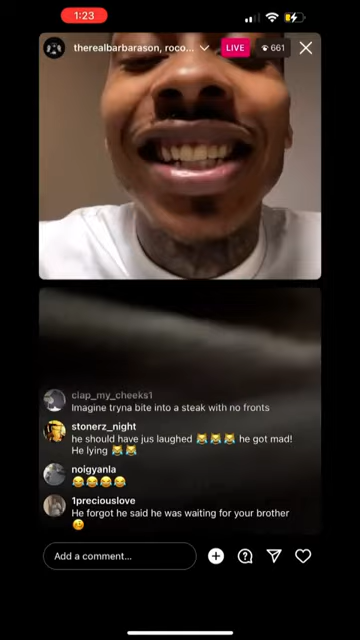 1:23
therealbarbarason, roco...
LIVE
661
clap_my_cheeks1
Imagine tryna bite into a steak with no fronts
stonerz_night
he should have jus laughed 😹😹😹 he got mad!
He lying 😹😹
noigyanla
😂😂😂😂
1preciouslove
He forgot he said he was waiting for your brother
🥴
Add a comment...